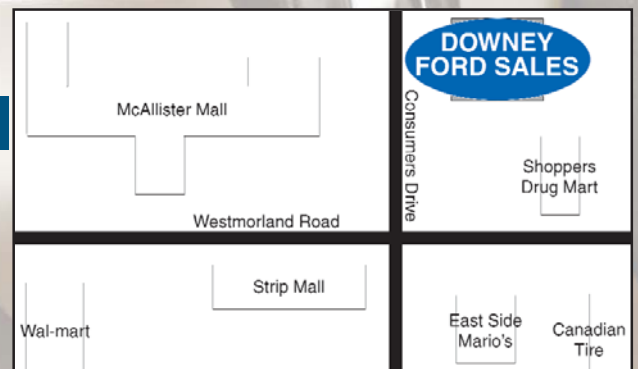 DOWNEY
FORD SALES
McAllister Mall
Consumers Drive
Shoppers
Drug Mart
Westmorland Road
Strip Mall
Wal-mart
East Side
Mario's
Canadian
Tire